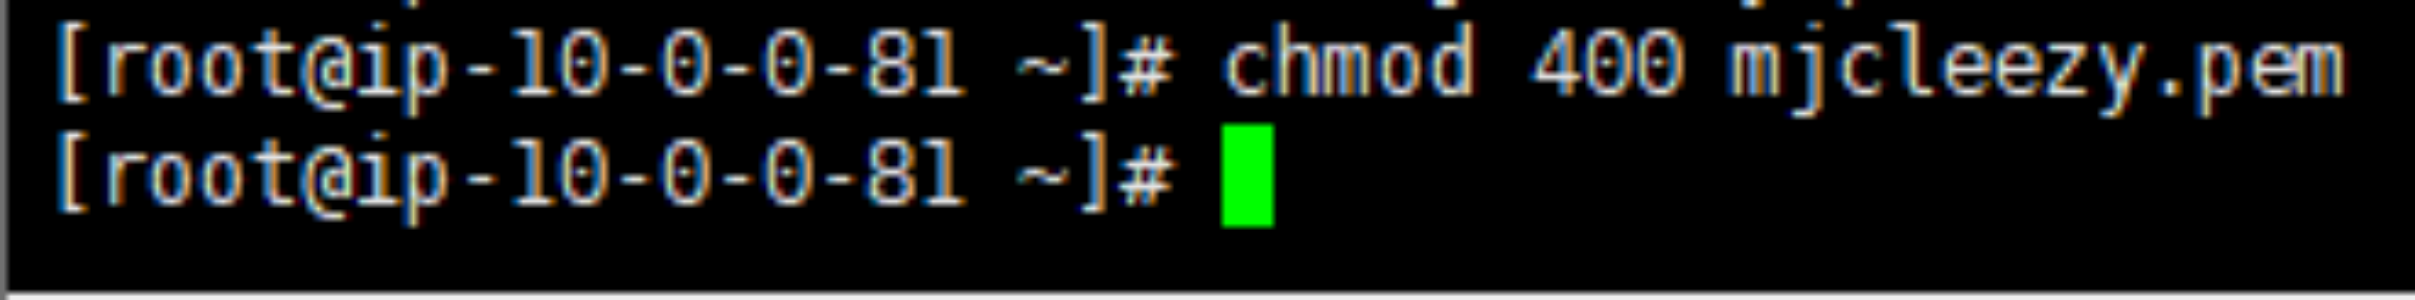 [root@ip-10-0-0-81 ~]# chmod 400 mjcleezy.pem
[root@ip-10-0-0-81 ~]#